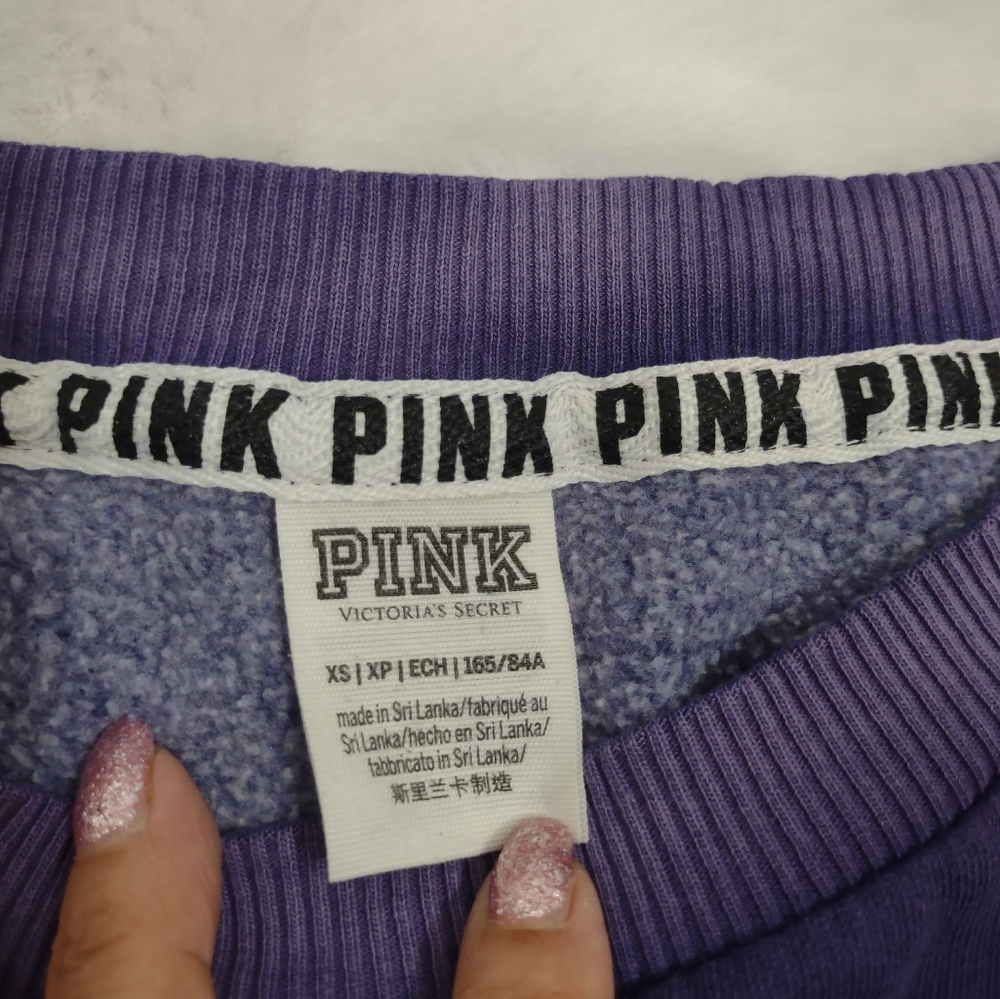 PINK PINK PINK PINK
PINK
VICTORIA'S SECRET
XS | XP | ECH | 165/84A
made in Sri Lanka/fabriqué au
Sri Lanka/hecho en Sri Lanka/
fabbricato in Sri Lanka/
斯里兰卡制造